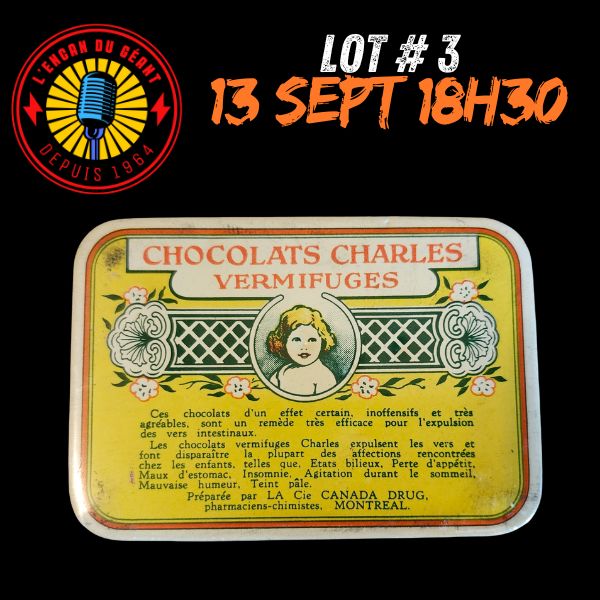 L'ENCAN DU GÉANT
DEPUIS 1964
LOT # 3
13 SEPT 18H30
CHOCOLATS CHARLES
VERMIFUGES
Ces chocolats d'un effet certain, inoffensifs et très
agréables, sont un remède très efficace pour l'expulsion
des vers intestinaux.
Les chocolats vermifuges Charles expulsent les vers et
font disparaître la plupart des affections rencontrées
chez les enfants, telles que, Etats bilieux, Perte d'appétit,
Maux d'estomac, Insomnie, Agitation durant le sommeil,
Mauvaise humeur, Teint pâle.
Préparée par LA Cie CANADA DRUG,
pharmaciens-chimistes, MONTREAL.